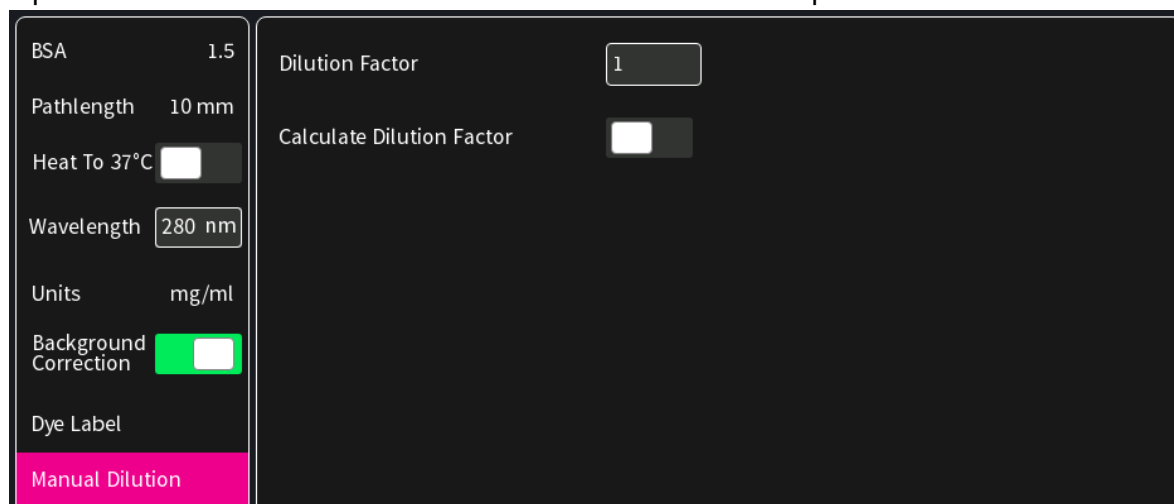 BSA 1.5
Pathlength 10 mm
Heat To 37°C
Wavelength 280 nm
Units mg/ml
Background
Correction
Dye Label
Manual Dilution
Dilution Factor 1
Calculate Dilution Factor